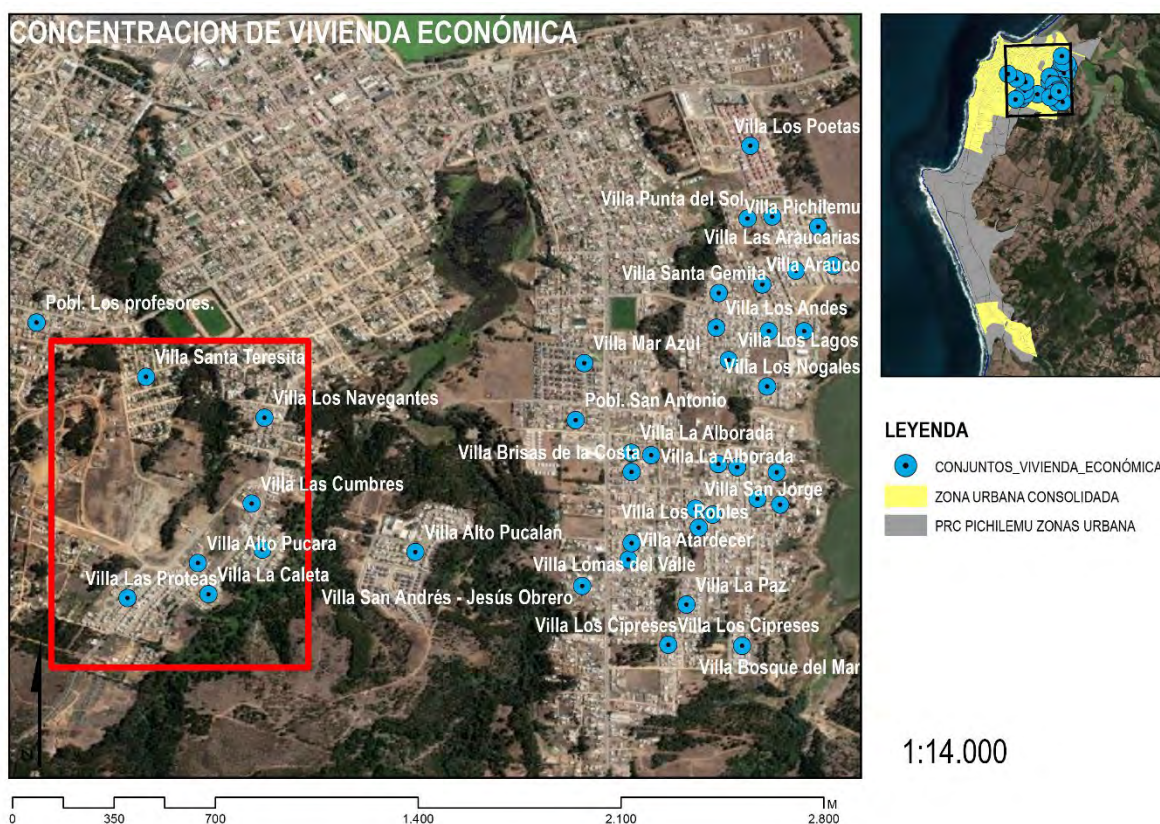 CONCENTRACION DE VIVIENDA ECONÓMICA
Villa Los Poetas
Villa Punta del Sol
Villa Pichilemu
Villa Las Araucarias
Villa Santa Gemita
Villa Arauco
Villa Los Andes
Pobl. Los profesores.
Villa Mar Azul
Villa Los Lagos
Villa Santa Teresita
Villa Los Nogales
Villa Los Navegantes
Pobl. San Antonio
Villa La Alborada
Villa Brisas de la Costa
Villa La Alborada
Villa Las Cumbres
Villa San Jorge
Villa Los Robles
Villa Alto Pucalañ
Villa Alto Pucara
Villa Atardecer
Villa Lomas del Valle
Villa Las Proteas
Villa La Caleta
Villa La Paz
Villa San Andrés - Jesús Obrero
Villa Los Cipreses
Villa Los Cipreses
Villa Bosque del Mar
N
0 350 700 1.400 2.100 2.800
M
LEYENDA
CONJUNTOS_VIVIENDA_ECONÓMICA
ZONA URBANA CONSOLIDADA
PRC PICHILEMU ZONAS URBANA
1:14.000